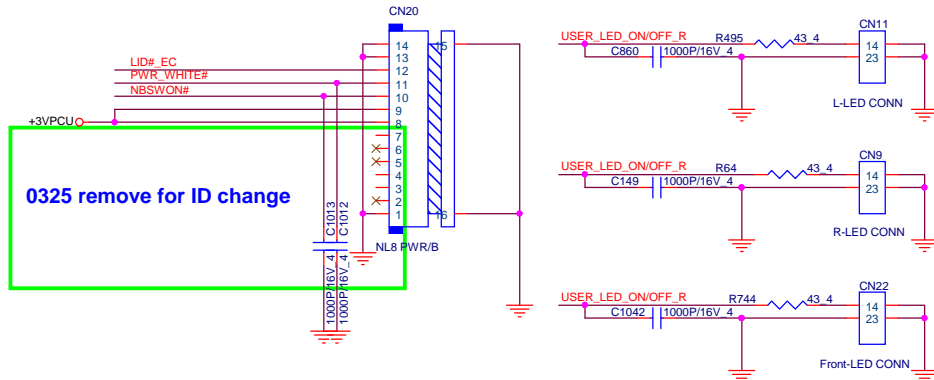 CN20
14
15
13
LID#_EC
12
PWR_WHITE#
11
NBSWON#
10
9
+3VPCU
8
7
6
5
4
3
2
1
16
0325 remove for ID change
C1013
C1012
1000P/16V_4
1000P/16V_4
NL8 PWR/B
CN11
USER_LED_ON/OFF_R
R495
43_4
14
C860
1000P/16V_4
23
L-LED CONN
CN9
USER_LED_ON/OFF_R
R64
43_4
14
C149
1000P/16V_4
23
R-LED CONN
CN22
USER_LED_ON/OFF_R
R744
43_4
14
C1042
1000P/16V_4
23
Front-LED CONN